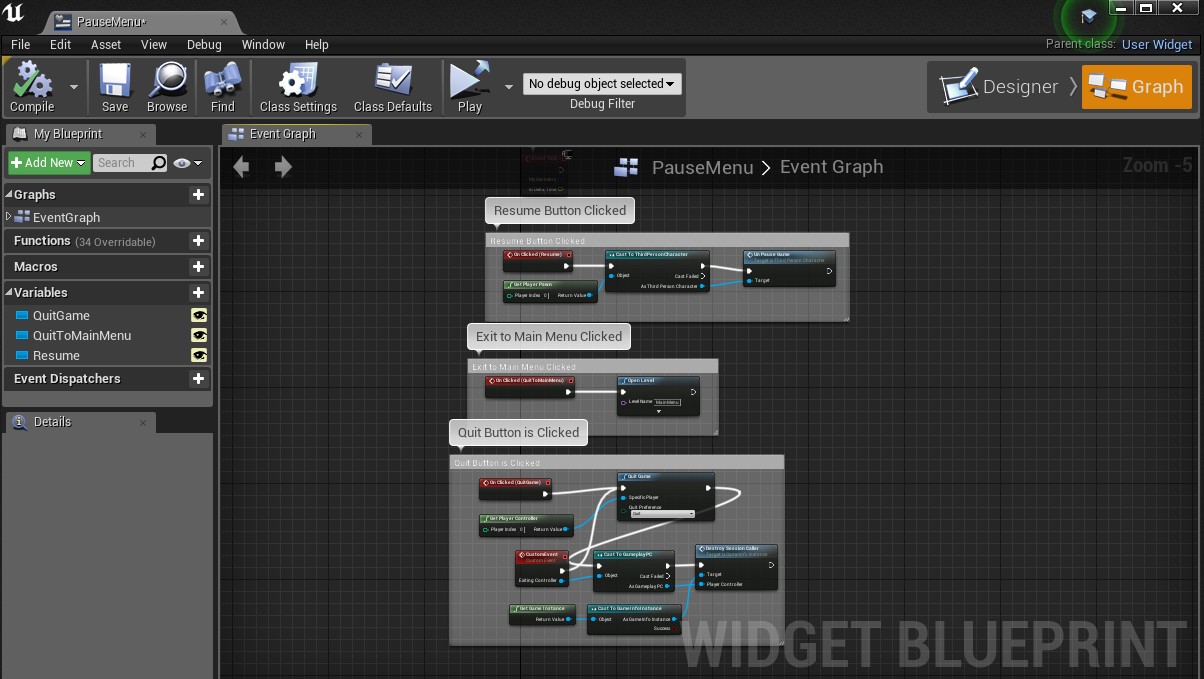 PauseMenu*
File Edit Asset View Debug Window Help
Parent class: User Widget
Compile Save Browse Find Class Settings Class Defaults Play
No debug object selected
Debug Filter
Designer Graph
My Blueprint
Add New Search
Graphs
EventGraph
Functions (34 Overridable)
Macros
Variables
QuitGame
QuitToMainMenu
Resume
Event Dispatchers
Details
Event Graph
PauseMenu > Event Graph
Zoom -5
Resume Button Clicked
Resume Button Clicked
On Clicked (Resume)
Get Player Pawn
Player Index 0 Return Value
Cast To ThirdPersonCharacter
Object Cast Failed
As Third Person Character
Un Pause Game
Target is Third Person Character
Target
Exit to Main Menu Clicked
Exit to Main Menu Clicked
On Clicked (QuitToMainMenu)
Open Level
Level Name MainMenu
Quit Button is Clicked
Quit Button is Clicked
On Clicked (QuitGame)
Get Player Controller
Player Index 0 Return Value
Quit Game
Specific Player
Quit Preference
Quit
CustomEvent
Custom Event
Exiting Controller
Cast To GameplayPC
Object Cast Failed
As Gameplay PC
Destroy Session Caller
Target
Player Controller
Get Game Instance
Return Value
Cast To GameInfoInstance
Object As Game Info Instance
Success
WIDGET BLUEPRINT